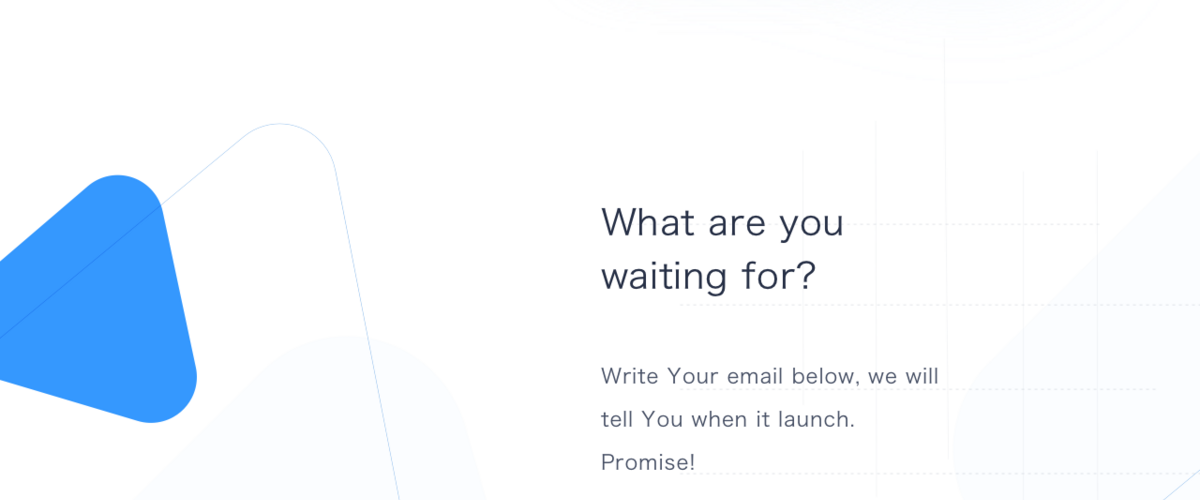 What are you
waiting for?
Write Your email below, we will
tell You when it launch.
Promise!